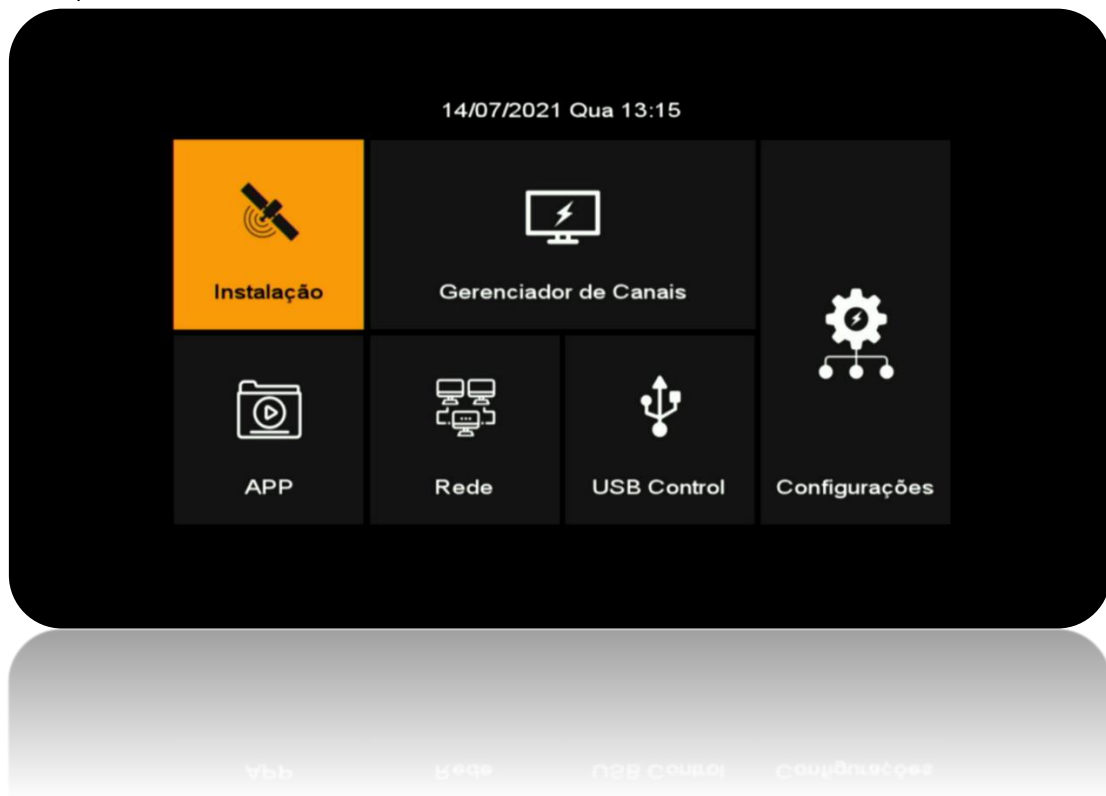 14/07/2021 Qua 13:15
Instalação
Gerenciador de Canais
APP
Rede
USB Control
Configurações